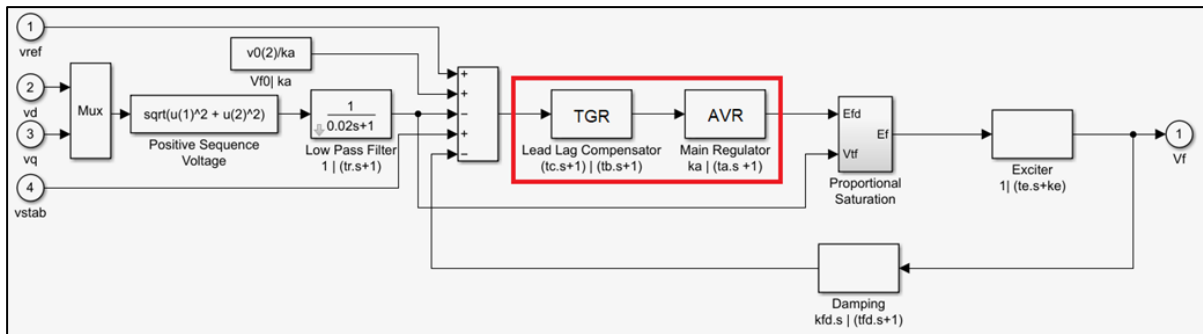 1
vref
2
vd
3
vq
4
vstab
Mux
v0(2)/ka
Vf0| ka
sqrt(u(1)^2 + u(2)^2)
Positive Sequence
Voltage
1
0.02s+1
Low Pass Filter
1 | (tr.s+1)
+
+
−
+
−
TGR
Lead Lag Compensator
(tc.s+1) | (tb.s+1)
AVR
Main Regulator
ka | (ta.s +1)
Efd
Ef
Vtf
Proportional
Saturation
Exciter
1| (te.s+ke)
1
Vf
Damping
kfd.s | (tfd.s+1)